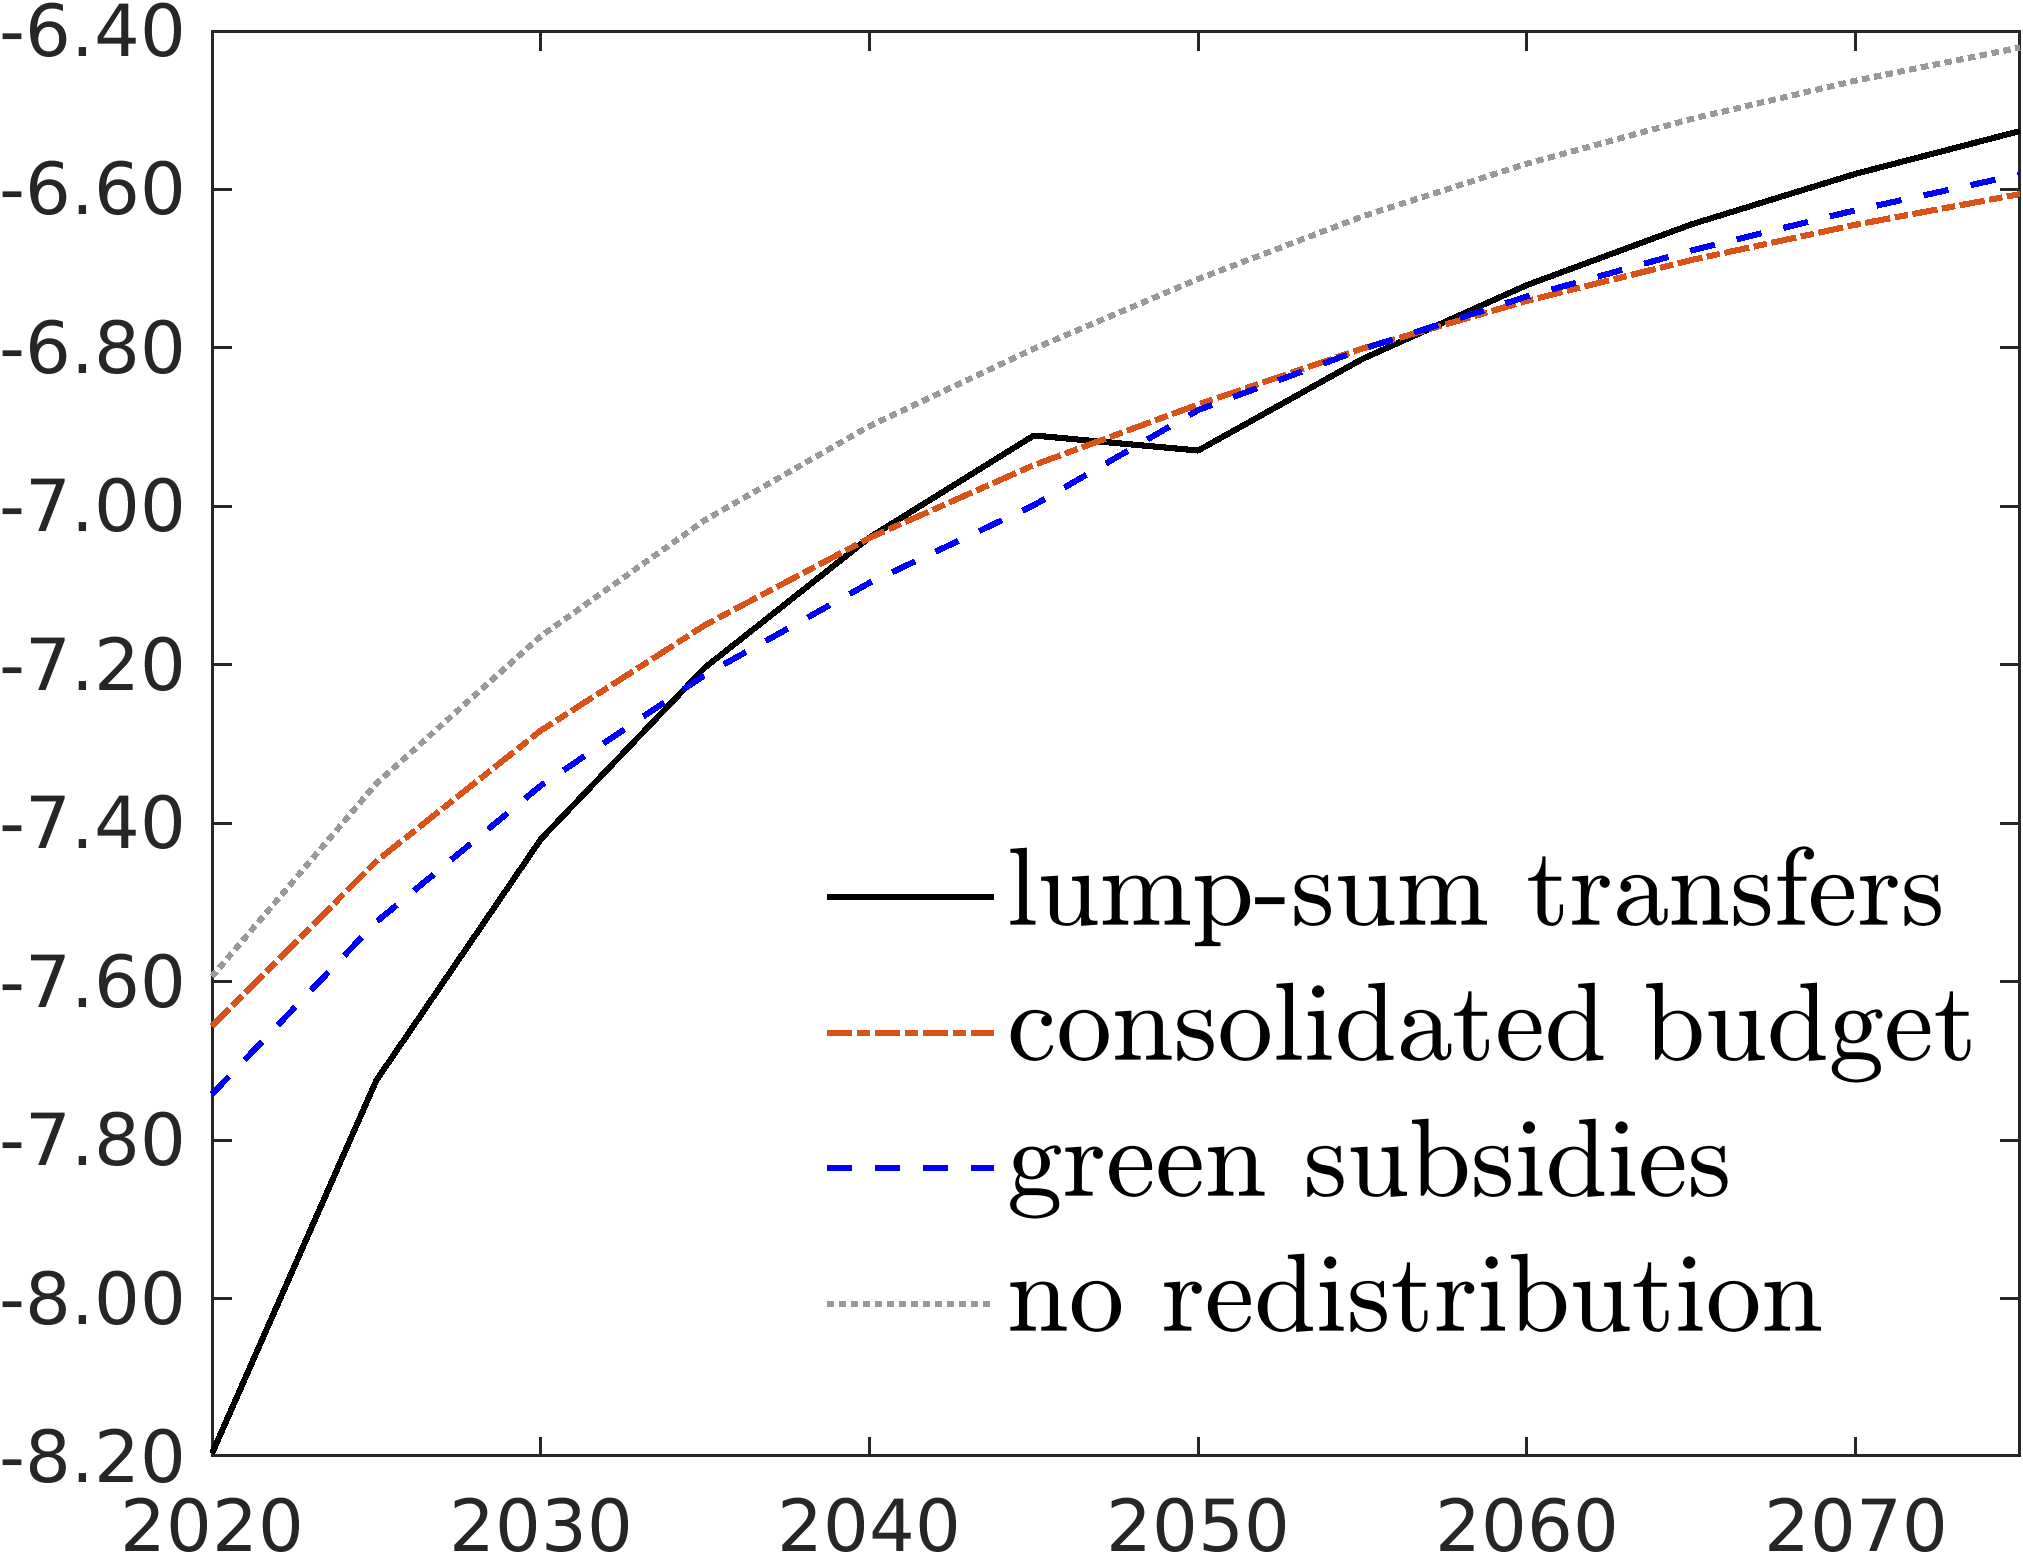 -6.40
-6.60
-6.80
-7.00
-7.20
-7.40
-7.60
-7.80
-8.00
-8.20
lump-sum transfers
consolidated budget
green subsidies
no redistribution
2020 2030 2040 2050 2060 2070